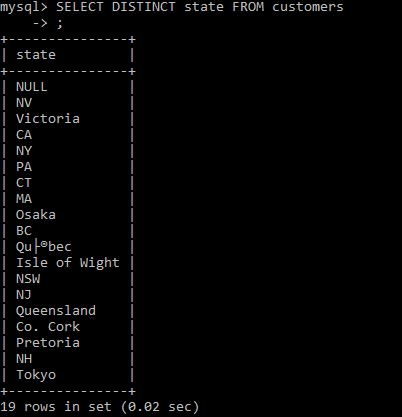 mysql> SELECT DISTINCT state FROM customers
    -> ;
+---------------+
| state         |
+---------------+
| NULL          |
| NV            |
| Victoria      |
| CA            |
| NY            |
| PA            |
| CT            |
| MA            |
| Osaka         |
| BC            |
| Qu├®bec       |
| Isle of Wight |
| NSW           |
| NJ            |
| Queensland    |
| Co. Cork      |
| Pretoria      |
| NH            |
| Tokyo         |
+---------------+
19 rows in set (0.02 sec)